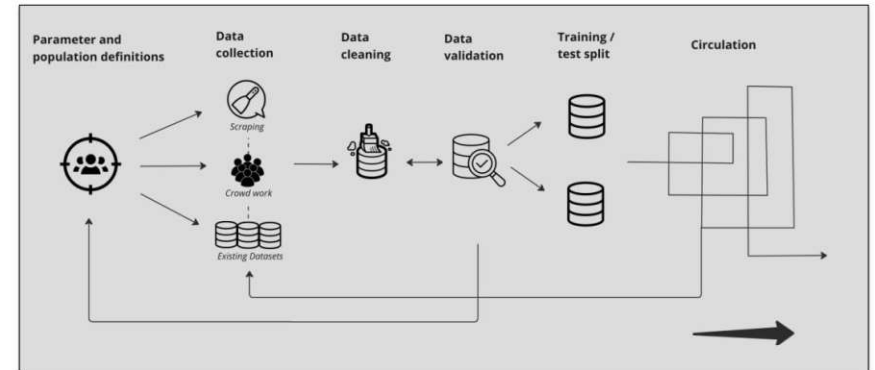 Parameter and
population definitions
Data
collection
Data
cleaning
Data
validation
Training /
test split
Circulation
Scraping
Crowd work
Existing Datasets